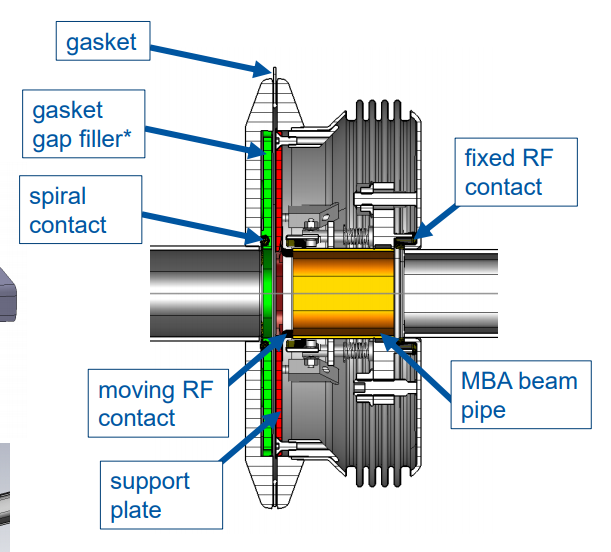 gasket
gasket
gap filler*
spiral
contact
fixed RF
contact
moving RF
contact
MBA beam
pipe
support
plate